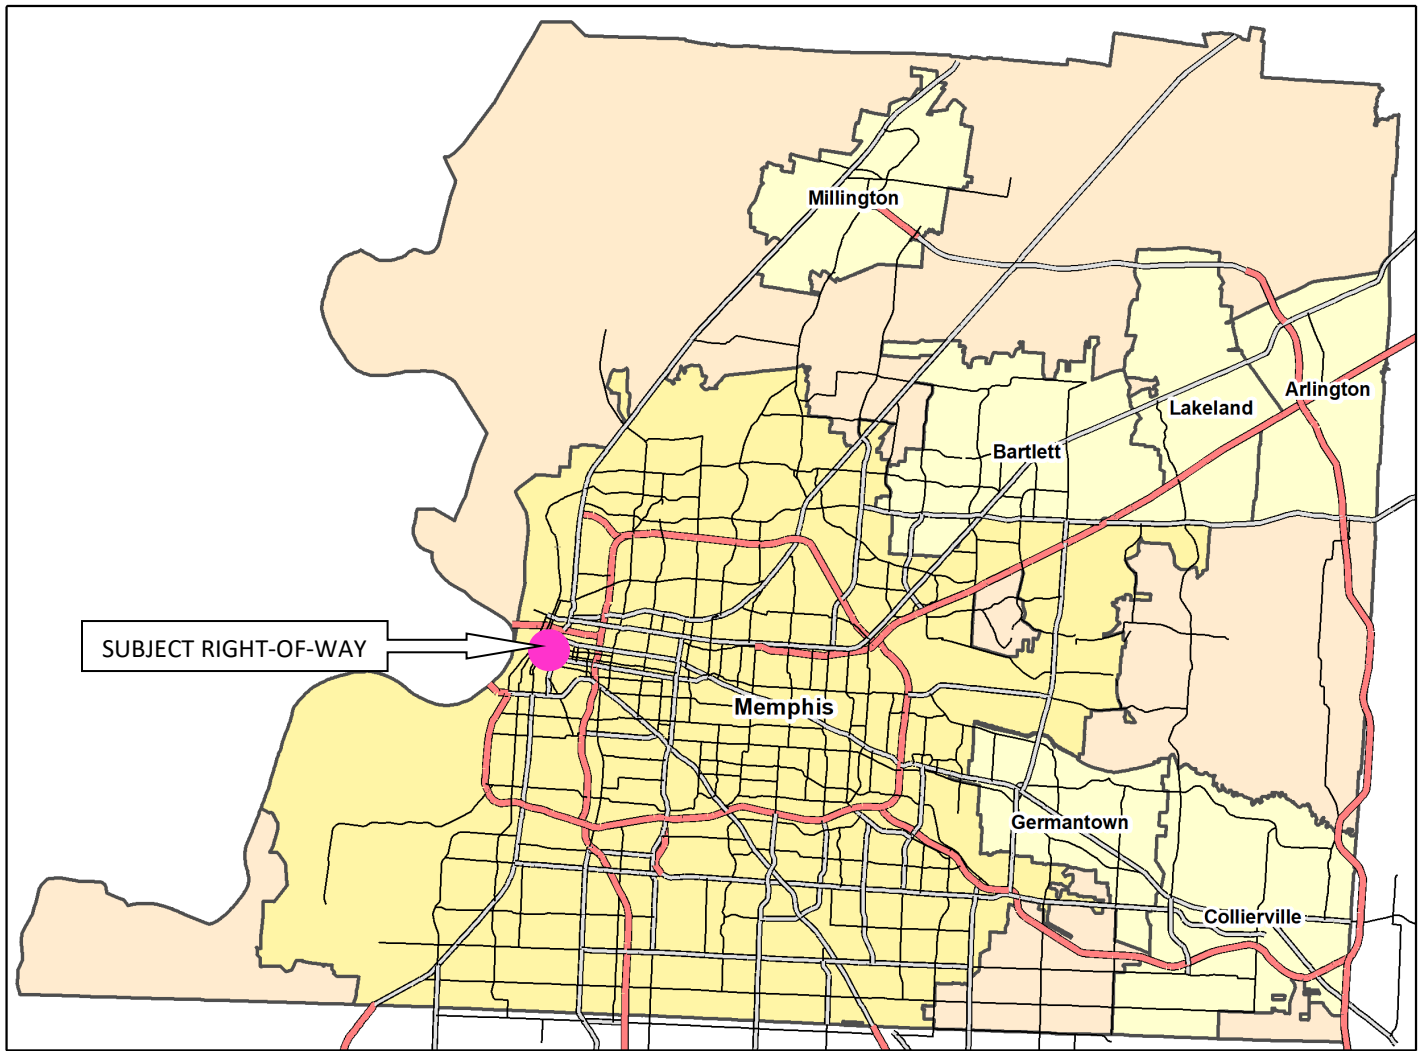 Millington
Arlington
Lakeland
Bartlett
SUBJECT RIGHT-OF-WAY
Memphis
Germantown
Collierville